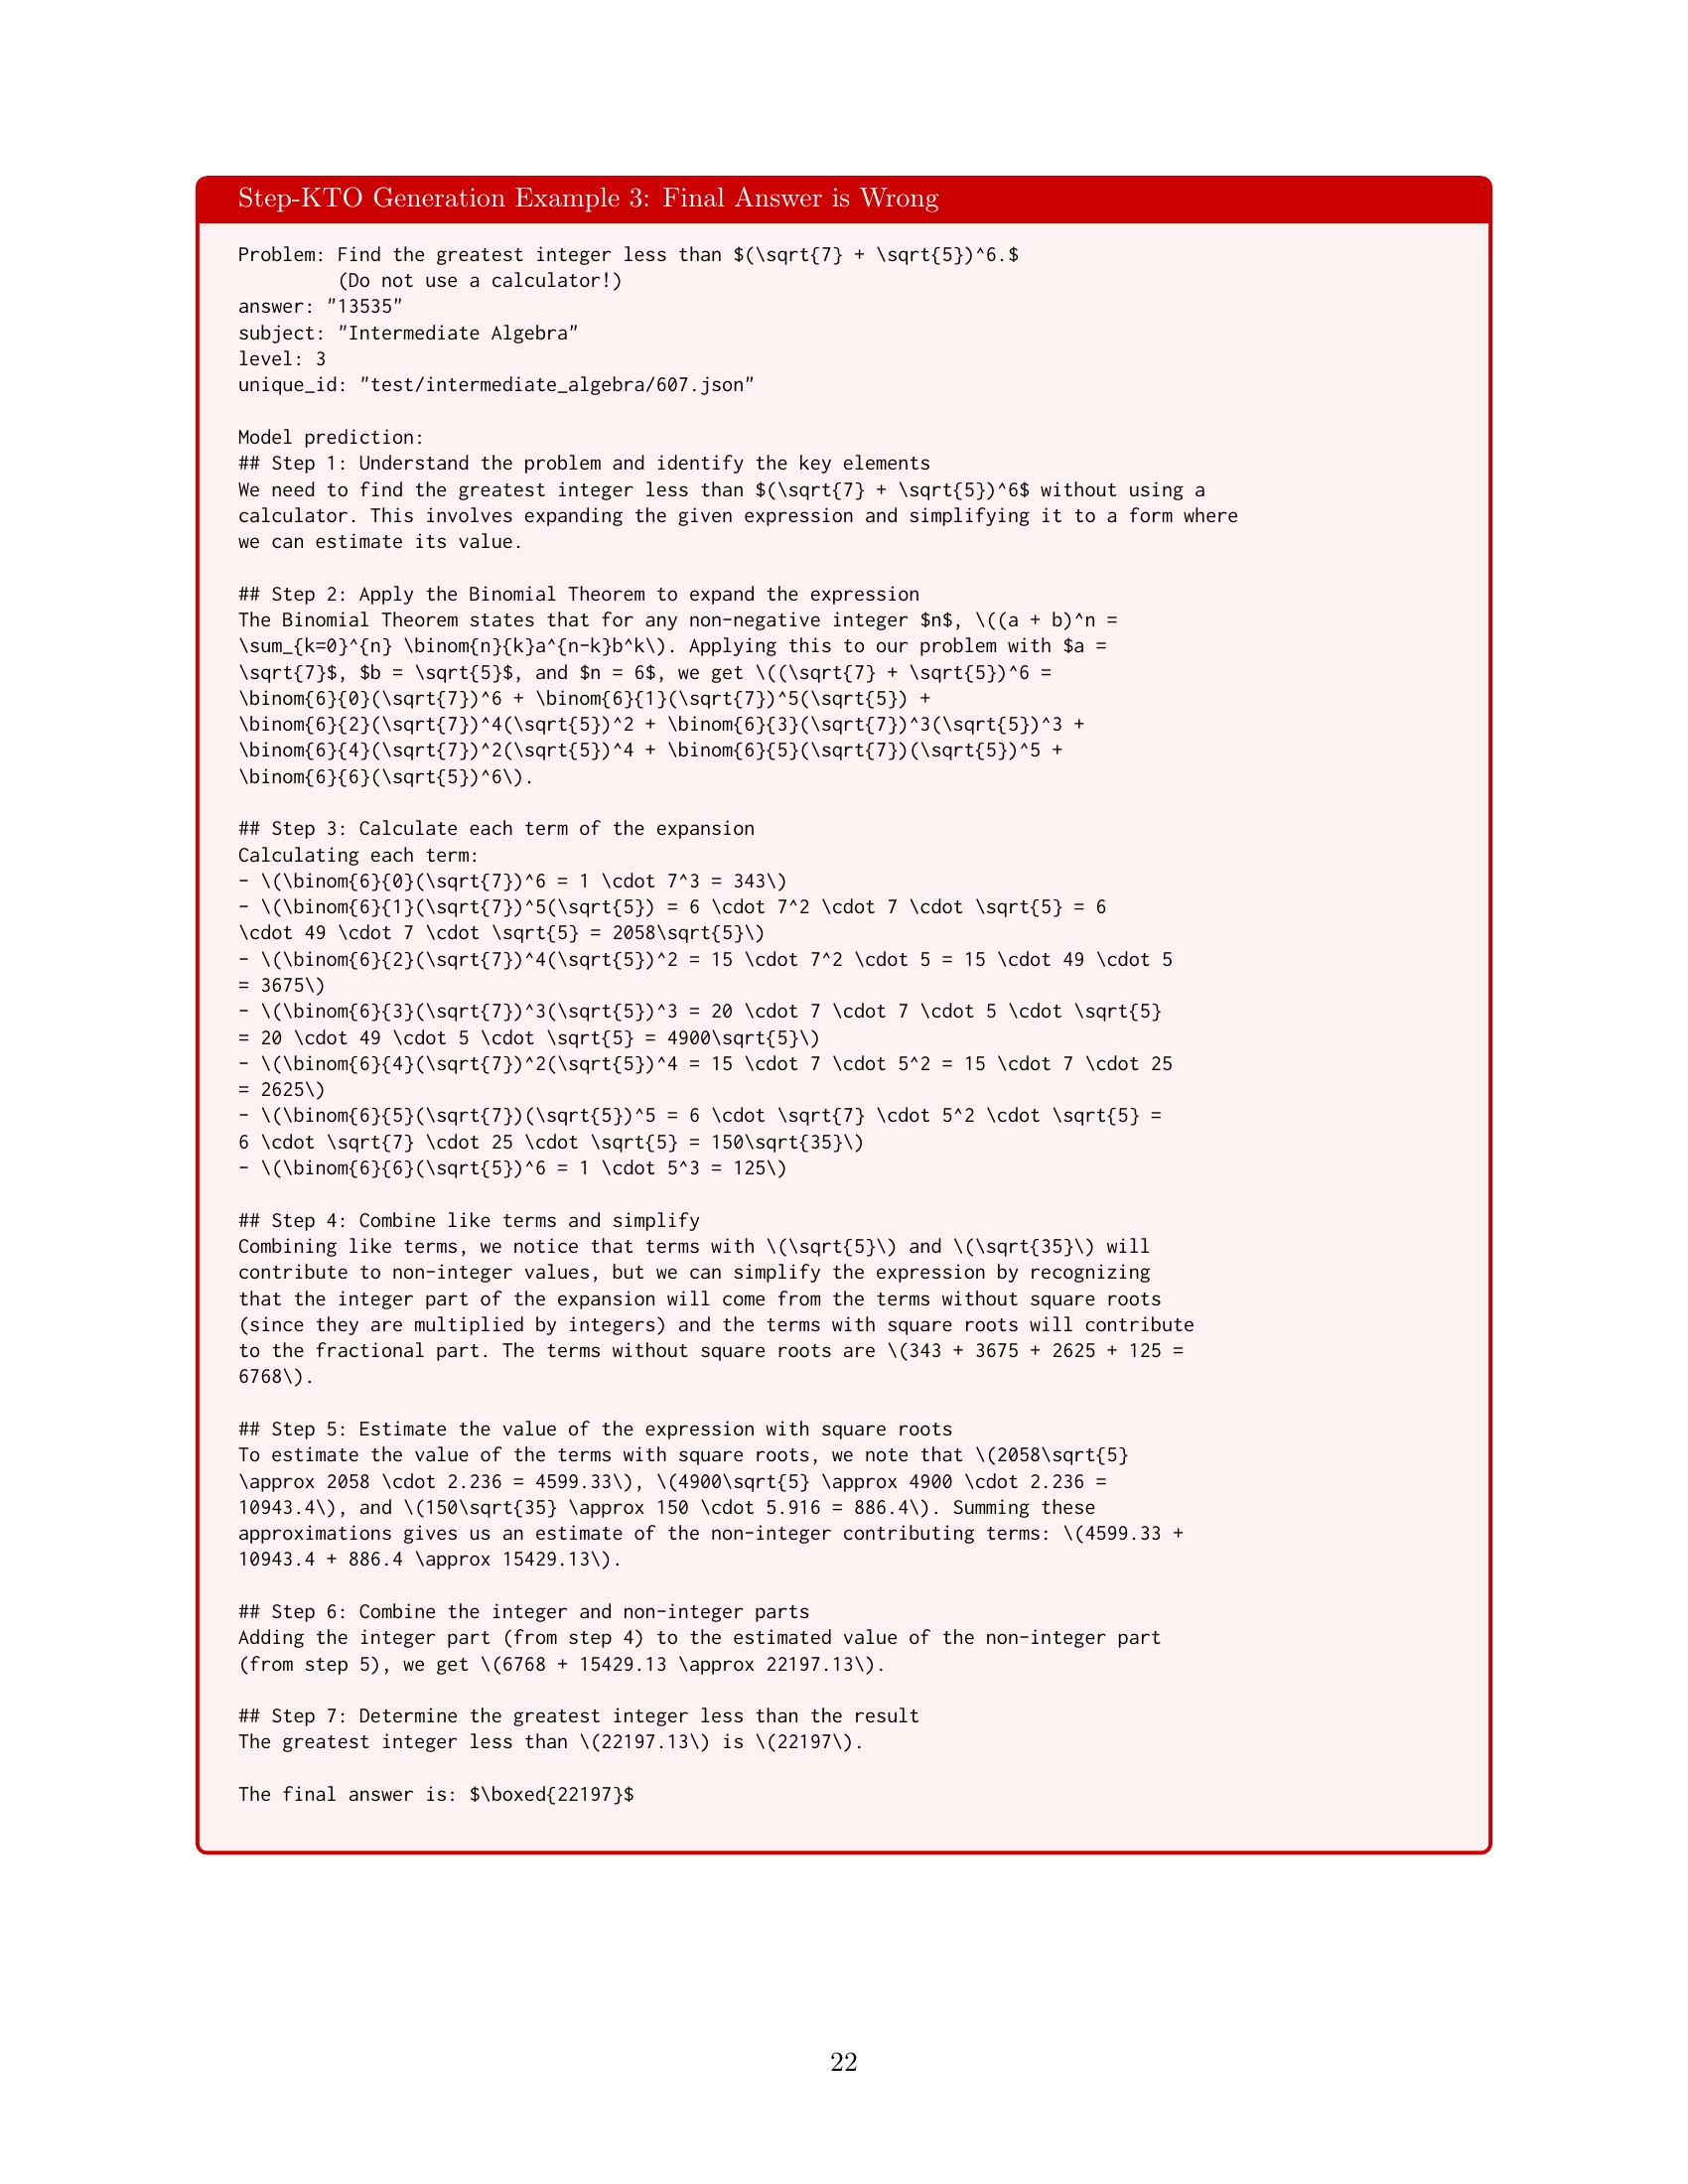 Step-KTO Generation Example 3: Final Answer is Wrong
Problem: Find the greatest integer less than $(\sqrt{7} + \sqrt{5})^6.$
(Do not use a calculator!)
answer: "13535"
subject: "Intermediate Algebra"
level: 3
unique_id: "test/intermediate_algebra/607.json"
Model prediction:
## Step 1: Understand the problem and identify the key elements
We need to find the greatest integer less than $(\sqrt{7} + \sqrt{5})^6$ without using a
calculator. This involves expanding the given expression and simplifying it to a form where
we can estimate its value.
## Step 2: Apply the Binomial Theorem to expand the expression
The Binomial Theorem states that for any non-negative integer $n$, \((a + b)^n =
\sum_{k=0}^{n} \binom{n}{k}a^{n-k}b^k\). Applying this to our problem with $a =
\sqrt{7}$, $b = \sqrt{5}$, and $n = 6$, we get \((\sqrt{7} + \sqrt{5})^6 =
\binom{6}{0}(\sqrt{7})^6 + \binom{6}{1}(\sqrt{7})^5(\sqrt{5}) +
\binom{6}{2}(\sqrt{7})^4(\sqrt{5})^2 + \binom{6}{3}(\sqrt{7})^3(\sqrt{5})^3 +
\binom{6}{4}(\sqrt{7})^2(\sqrt{5})^4 + \binom{6}{5}(\sqrt{7})(\sqrt{5})^5 +
\binom{6}{6}(\sqrt{5})^6\).
## Step 3: Calculate each term of the expansion
Calculating each term:
- \(\binom{6}{0}(\sqrt{7})^6 = 1 \cdot 7^3 = 343\)
- \(\binom{6}{1}(\sqrt{7})^5(\sqrt{5}) = 6 \cdot 7^2 \cdot 7 \cdot \sqrt{5} = 6
\cdot 49 \cdot 7 \cdot \sqrt{5} = 2058\sqrt{5}\)
- \(\binom{6}{2}(\sqrt{7})^4(\sqrt{5})^2 = 15 \cdot 7^2 \cdot 5 = 15 \cdot 49 \cdot 5
= 3675\)
- \(\binom{6}{3}(\sqrt{7})^3(\sqrt{5})^3 = 20 \cdot 7 \cdot 7 \cdot 5 \cdot \sqrt{5}
= 20 \cdot 49 \cdot 5 \cdot \sqrt{5} = 4900\sqrt{5}\)
- \(\binom{6}{4}(\sqrt{7})^2(\sqrt{5})^4 = 15 \cdot 7 \cdot 5^2 = 15 \cdot 7 \cdot 25
= 2625\)
- \(\binom{6}{5}(\sqrt{7})(\sqrt{5})^5 = 6 \cdot \sqrt{7} \cdot 5^2 \cdot \sqrt{5} =
6 \cdot \sqrt{7} \cdot 25 \cdot \sqrt{5} = 150\sqrt{35}\)
- \(\binom{6}{6}(\sqrt{5})^6 = 1 \cdot 5^3 = 125\)
## Step 4: Combine like terms and simplify
Combining like terms, we notice that terms with \(\sqrt{5}\) and \(\sqrt{35}\) will
contribute to non-integer values, but we can simplify the expression by recognizing
that the integer part of the expansion will come from the terms without square roots
(since they are multiplied by integers) and the terms with square roots will contribute
to the fractional part. The terms without square roots are \(343 + 3675 + 2625 + 125 =
6768\).
## Step 5: Estimate the value of the expression with square roots
To estimate the value of the terms with square roots, we note that \(2058\sqrt{5}
\approx 2058 \cdot 2.236 = 4599.33\), \(4900\sqrt{5} \approx 4900 \cdot 2.236 =
10943.4\), and \(150\sqrt{35} \approx 150 \cdot 5.916 = 886.4\). Summing these
approximations gives us an estimate of the non-integer contributing terms: \(4599.33 +
10943.4 + 886.4 \approx 15429.13\).
## Step 6: Combine the integer and non-integer parts
Adding the integer part (from step 4) to the estimated value of the non-integer part
(from step 5), we get \(6768 + 15429.13 \approx 22197.13\).
## Step 7: Determine the greatest integer less than the result
The greatest integer less than \(22197.13\) is \(22197\).
The final answer is: $\boxed{22197}$
22